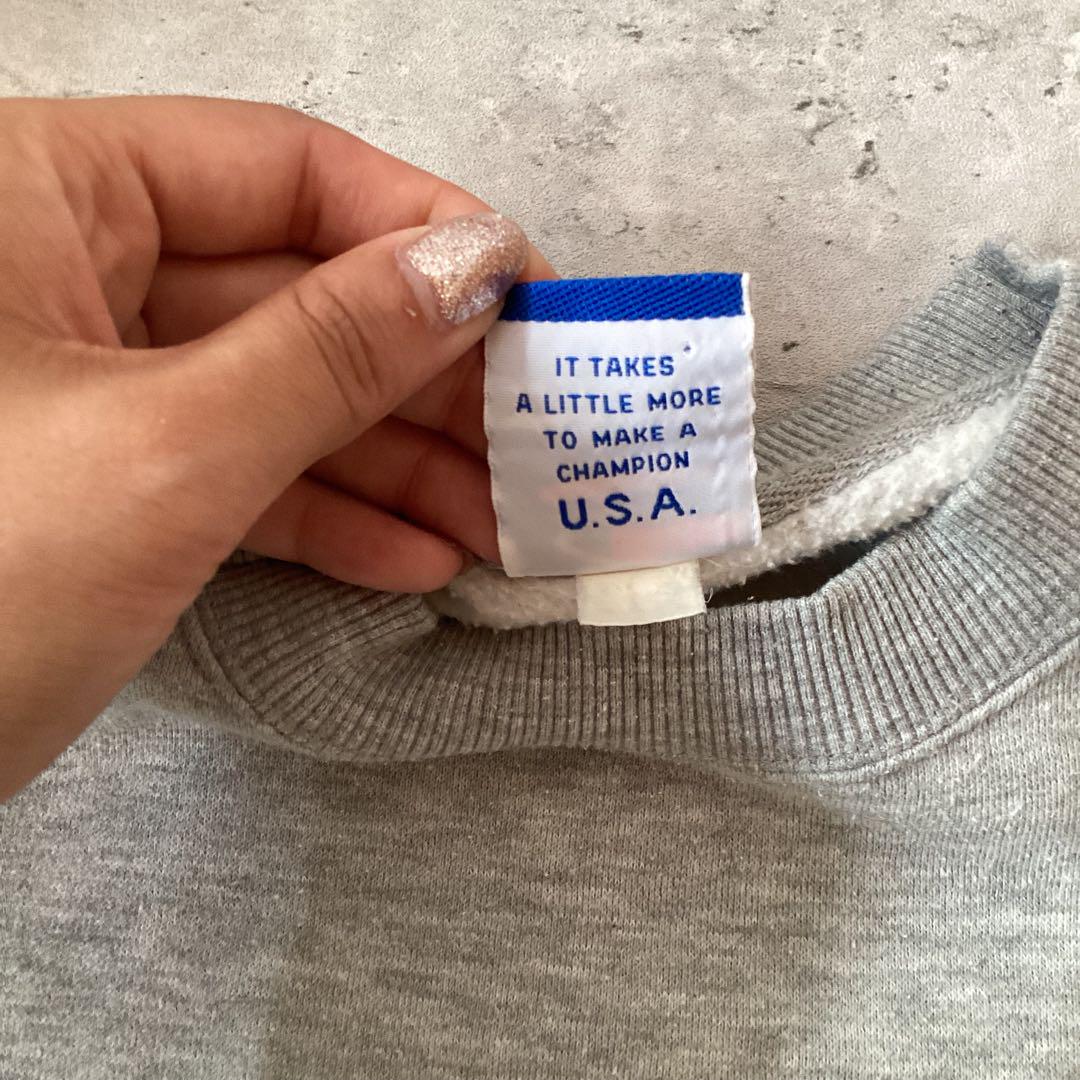 IT TAKES
A LITTLE MORE
TO MAKE A
CHAMPION
U.S.A.